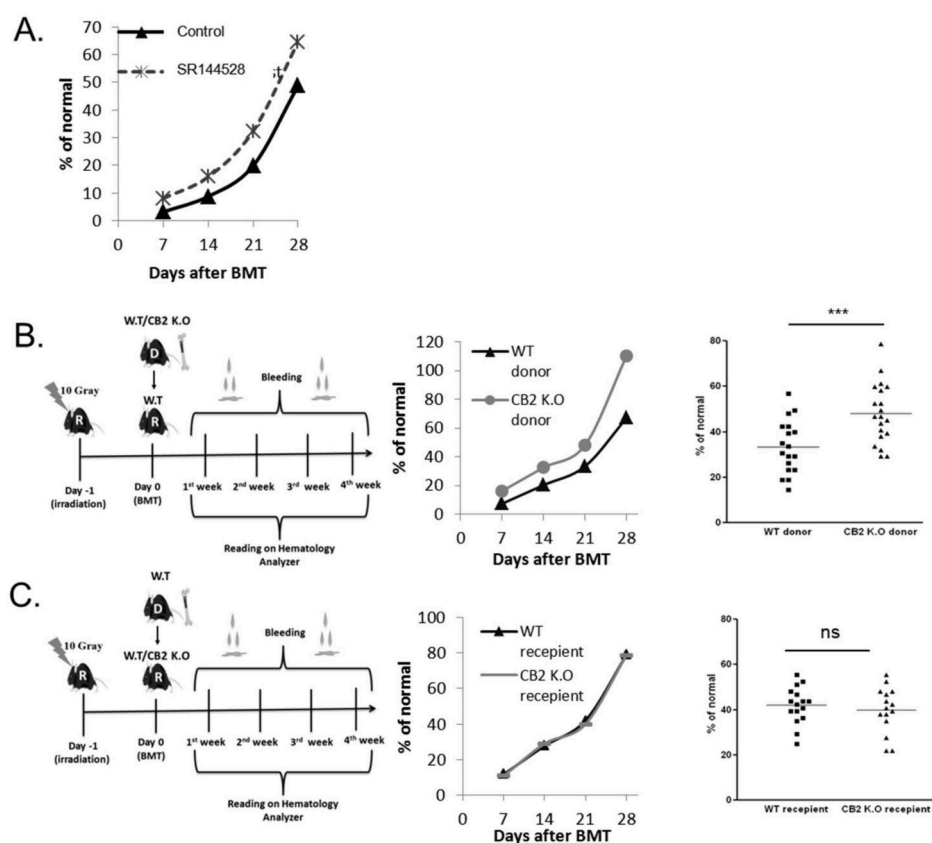 A.
Control
SR144528 st
% of normal
70
60
50
40
30
20
10
0
0 7 14 21 28
Days after BMT
B.
W.T/CB2 K.O
D
10 Gray
W.T
R
R
Bleeding
Day -1
(irradiation)
Day 0
(BMT)
1st week
2nd week
3rd week
4th week
Reading on Hematology
Analyzer
WT
donor
CB2 K.O
donor
% of normal
120
100
80
60
40
20
0
0 7 14 21 28
Days after BMT
***
% of normal
80
60
40
20
0
WT donor CB2 K.O donor
C.
W.T
D
10 Gray
W.T/CB2 K.O
R
R
Bleeding
Day -1
(irradiation)
Day 0
(BMT)
1st week
2nd week
3rd week
4th week
Reading on Hematology
Analyzer
WT
recepient
CB2 K.O
recepient
% of normal
100
80
60
40
20
0
0 7 14 21 28
Days after BMT
ns
% of normal
80
60
40
20
0
WT recepient CB2 K.O recepient